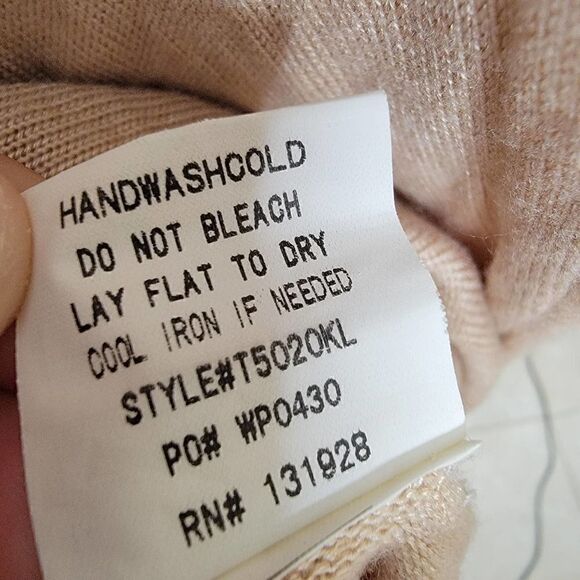 HANDWASHCOLD
DO NOT BLEACH
LAY FLAT TO DRY
COOL IRON IF NEEDED
STYLE#T5020KL
PO# WP0430
RN# 131928